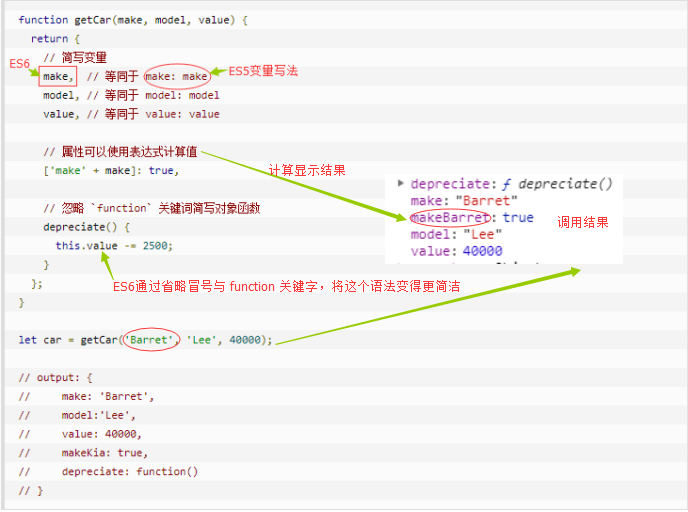 function getCar(make, model, value) {
return {
// 简写变量
ES6
make,  // 等同于 make: make
ES5变量写法
model, // 等同于 model: model
value, // 等同于 value: value
// 属性可以使用表达式计算值
['make' + make]: true,
计算显示结果
// 忽略 `function` 关键词简写对象函数
depreciate() {
this.value -= 2500;
}
ES6通过省略冒号与 function 关键字，将这个语法变得更简洁
};
}
depreciate: ƒ depreciate()
make: "Barret"
makeBarret: true
model: "Lee"
value: 40000
调用结果
let car = getCar('Barret', 'Lee', 40000);
// output: {
//     make: 'Barret',
//     model:'Lee',
//     value: 40000,
//     makeKia: true,
//     depreciate: function()
// }